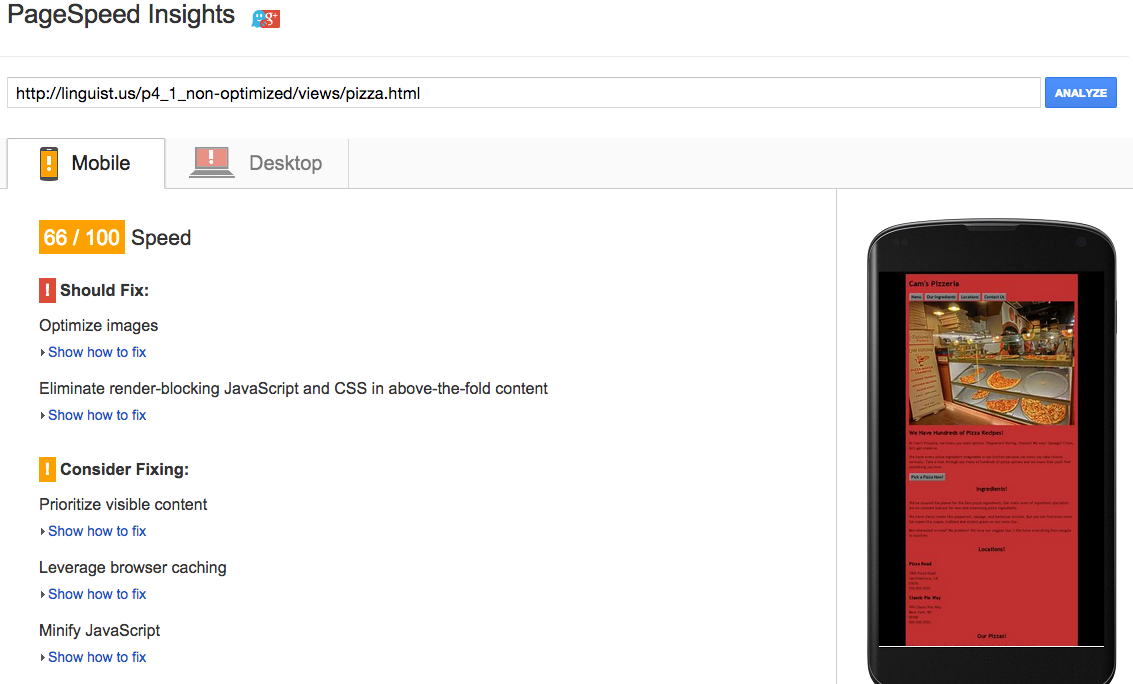 PageSpeed Insights
http://linguist.us/p4_1_non-optimized/views/pizza.html
ANALYZE
Mobile
Desktop
66 / 100 Speed
! Should Fix:
Optimize images
Show how to fix
Eliminate render-blocking JavaScript and CSS in above-the-fold content
Show how to fix
! Consider Fixing:
Prioritize visible content
Show how to fix
Leverage browser caching
Show how to fix
Minify JavaScript
Show how to fix
Cam's Pizzeria
Menu
Our Ingredients
Locations
Contact Us
We Have Hundreds of Pizza Recipes!
Pick a Pizza Now!
Ingredients!
Locations!
Pizza Road
Classic Pie Way
New York, NY
Our Pizzas!